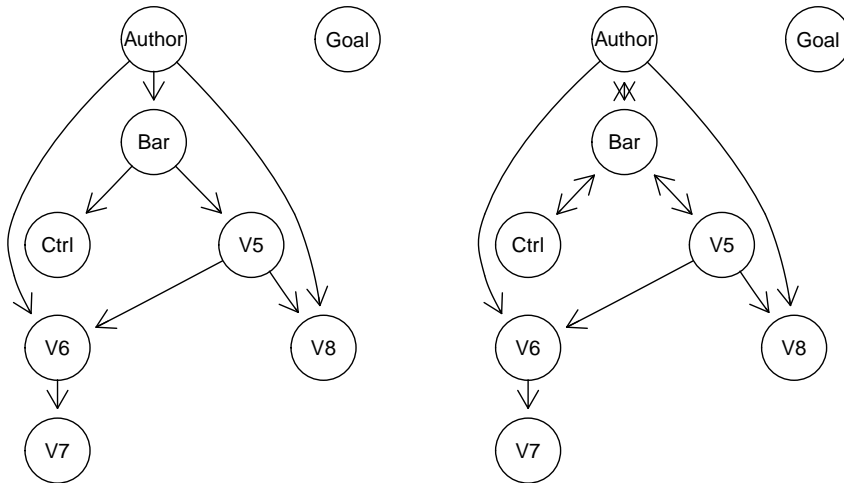 Author
Goal
Bar
Ctrl
V5
V6
V8
V7
Author
Goal
Bar
Ctrl
V5
V6
V8
V7